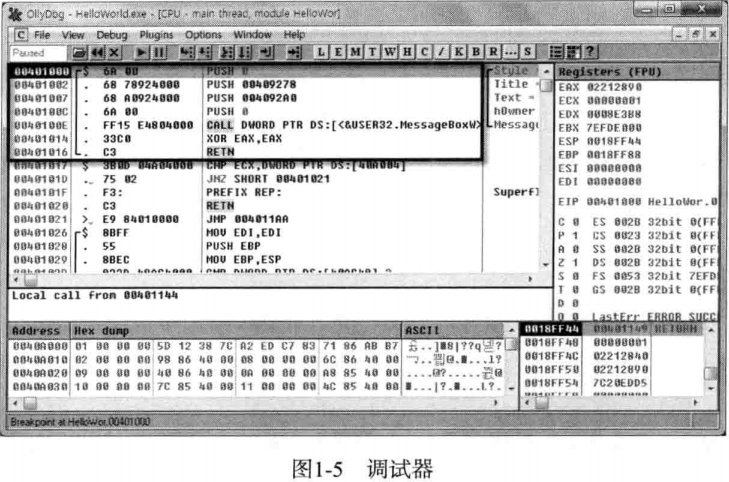 OllyDbg - HelloWorld.exe - [CPU - main thread, module HelloWor]
C File View Debug Plugins Options Window Help
Paused L E M T W H C / K B R ... S ?
00401000 $ 6A 00 PUSH 0 Style
00401002 . 68 78924000 PUSH 00409278 Title
00401007 . 68 A0924000 PUSH 004092A0 Text =
0040100C . 6A 00 PUSH 0 hOwner
0040100E . FF15 E4804000 CALL DWORD PTR DS:[<&USER32.MessageBoxW> Message
00401014 . 33C0 XOR EAX,EAX
00401016 . C3 RETN
00401017 $ 3B0D 04A04000 CMP ECX,DWORD PTR DS:[40A004]
0040101D . 75 02 JNZ SHORT 00401021
0040101F . F3: PREFIX REP: Superfl
00401020 . C3 RETN
00401021 > E9 84010000 JMP 004011AA
00401026 $ 8BFF MOV EDI,EDI
00401028 . 55 PUSH EBP
00401029 . 8BEC MOV EBP,ESP
Registers (FPU)
EAX 02212890
ECX 00000001
EDX 0008E3B8
EBX 7EFDE000
ESP 0018FF44
EBP 0018FF88
ESI 00000000
EDI 00000000
EIP 00401000 HelloWor.0
C 0 ES 002B 32bit 0(FF
P 1 CS 0023 32bit 0(FF
A 0 SS 002B 32bit 0(FF
Z 1 DS 002B 32bit 0(FF
S 0 FS 0053 32bit 7EFD
T 0 GS 002B 32bit 0(FF
D 0
O 0 LastErr ERROR_SUCC
Local call from 00401144
Address Hex dump ASCII
0040A000 01 00 00 00 5D 12 38 7C A2 ED C7 83 71 86 AB B7
0040A010 02 00 00 00 98 86 40 00 08 00 00 00 6C 86 40 00
0040A020 09 00 00 00 40 86 40 00 0A 00 00 00 A8 85 40 00
0040A030 10 00 00 00 7C 85 40 00 11 00 00 00 4C 85 40 00
0018FF44 00401149 RETURN
0018FF48 00000001
0018FF4C 02212840
0018FF50 02212890
0018FF54 7C20EDD5
Breakpoint at HelloWor.00401000
图1-5 调试器